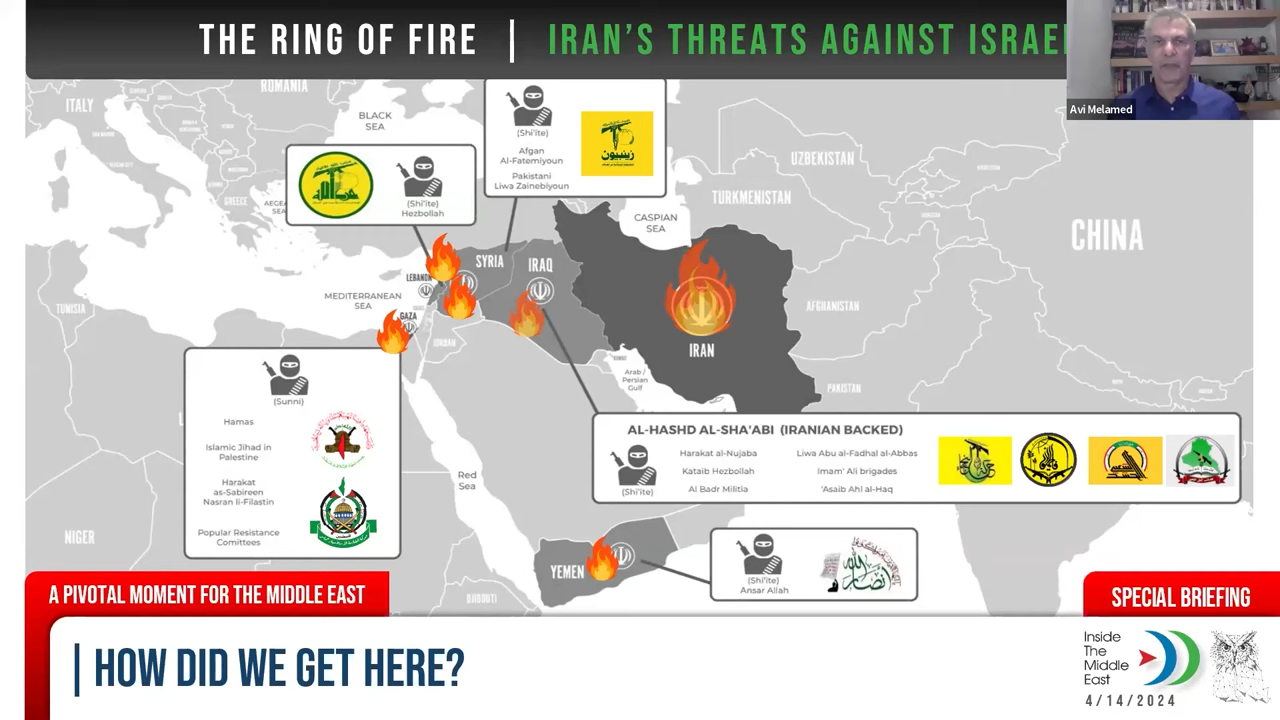 THE RING OF FIRE | IRAN'S THREATS AGAINST ISRAEL
Avi Melamed
ROMANIA
ITALY
BLACK
SEA
GREECE
AEGE
SEA
(Shi'ite)
Afgan
Al-Fatemiyoun
Pakistani
Liwa Zainebiyoun
زينبيون
(Shi'ite)
Hezbollah
UZBEKISTAN
TURKMENISTAN
CASPIAN
SEA
CHINA
SYRIA
IRAQ
LEBANON
MEDITERRANEAN
SEA
GAZA
JORDAN
TUNISIA
AFGHANISTAN
IRAN
PAKISTAN
Arab /
Persian
Gulf
(Sunni)
Hamas
Islamic Jihad in
Palestine
Harakat
as-Sabireen
Nasran li-Filastin
Popular Resistance
Comittees
Red
Sea
AL-HASHD AL-SHA'ABI (IRANIAN BACKED)
(Shi'ite)
Harakat al-Nujaba
Kataib Hezbollah
Al Badr Militia
Liwa Abu al-Fadhal al-Abbas
Imam' Ali brigades
'Asaib Ahl al-Haq
NIGER
YEMEN
(Shi'ite)
Ansar Allah
DJIBOUTI
A PIVOTAL MOMENT FOR THE MIDDLE EAST
SPECIAL BRIEFING
| HOW DID WE GET HERE?
Inside
The
Middle
East
4/14/2024